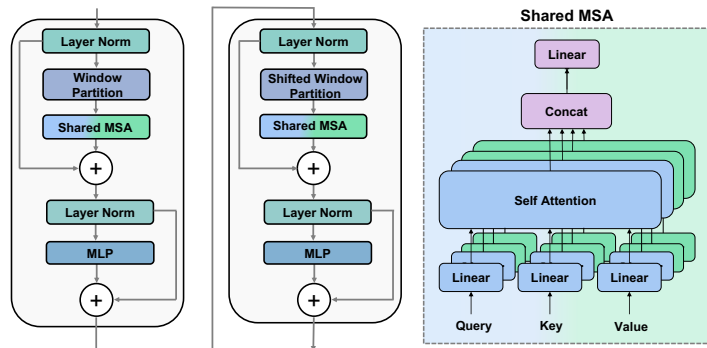 Layer Norm
Window
Partition
Shared MSA
+
Layer Norm
MLP
+
Layer Norm
Shifted Window
Partition
Shared MSA
+
Layer Norm
MLP
+
Shared MSA
Linear
Concat
Self Attention
Linear
Linear
Linear
Query
Key
Value